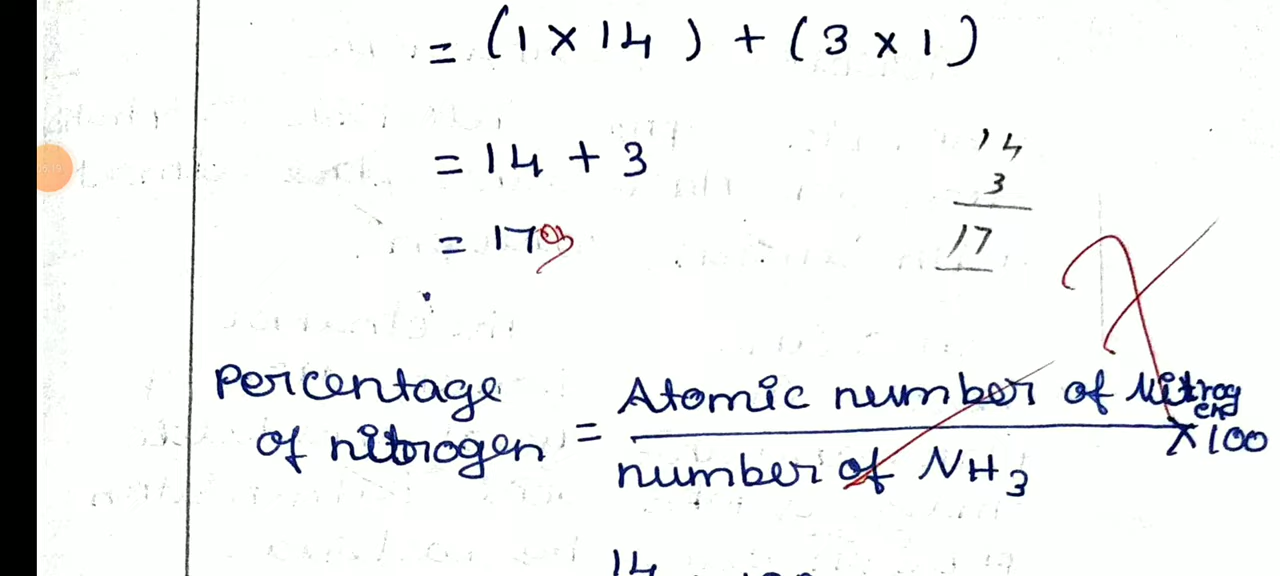 = (1 × 14) + (3 × 1)
= 14 + 3
14
3
17
= 17g
Percentage of nitrogen = Atomic number of Nitrogen
number of NH3
× 100
14